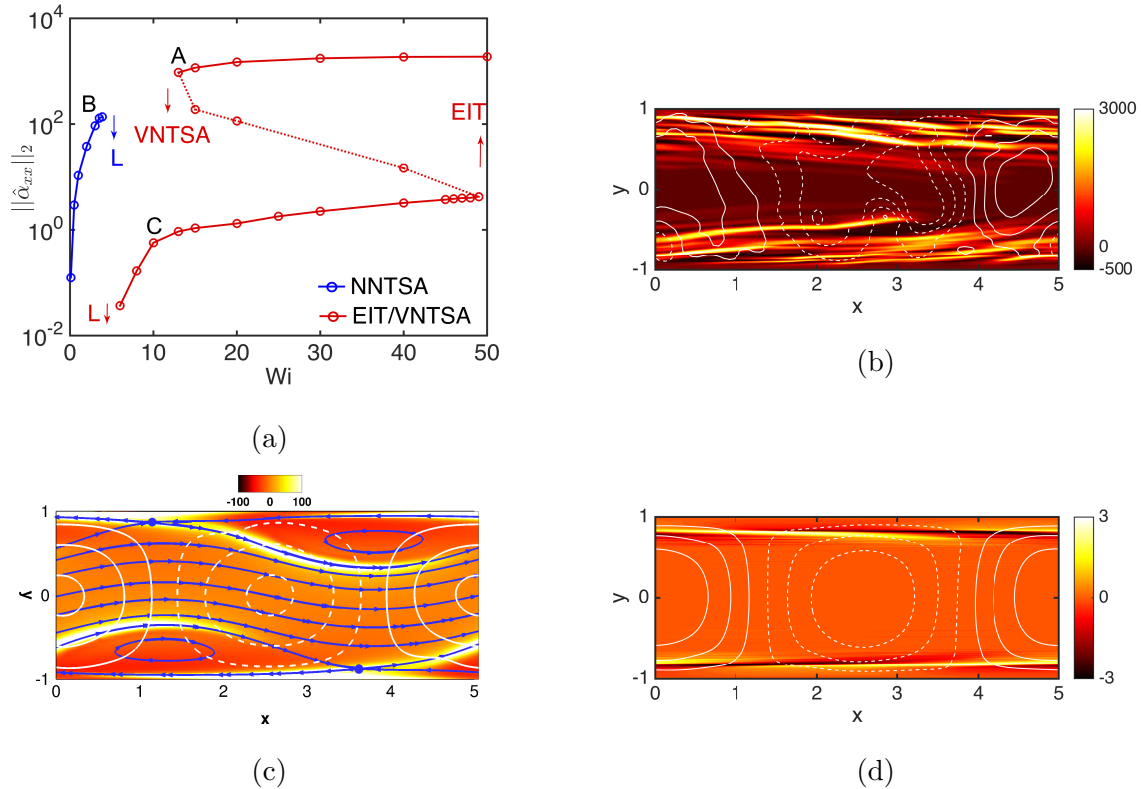 10^4
A
B
10^2
VNTSA
EIT
L
||\hat{α}_{xx}||_2
10^0
C
NNTSA
L
EIT/VNTSA
10^{-2}
0 10 20 30 40 50
Wi
(a)
1
3000
y
0
0
-500
-1
0 1 2 3 4 5
x
(b)
-100 0 100
1
y
0
-1
0 1 2 3 4 5
x
(c)
1
3
y
0
0
-1
-3
0 1 2 3 4 5
x
(d)